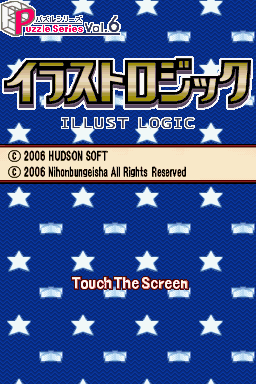 パズルシリーズ
Puzzle Series Vol.6
イラストロジック
ILLUST LOGIC
© 2006 HUDSON SOFT
© 2006 Nihonbungeisha All Rights Reserved
Touch The Screen